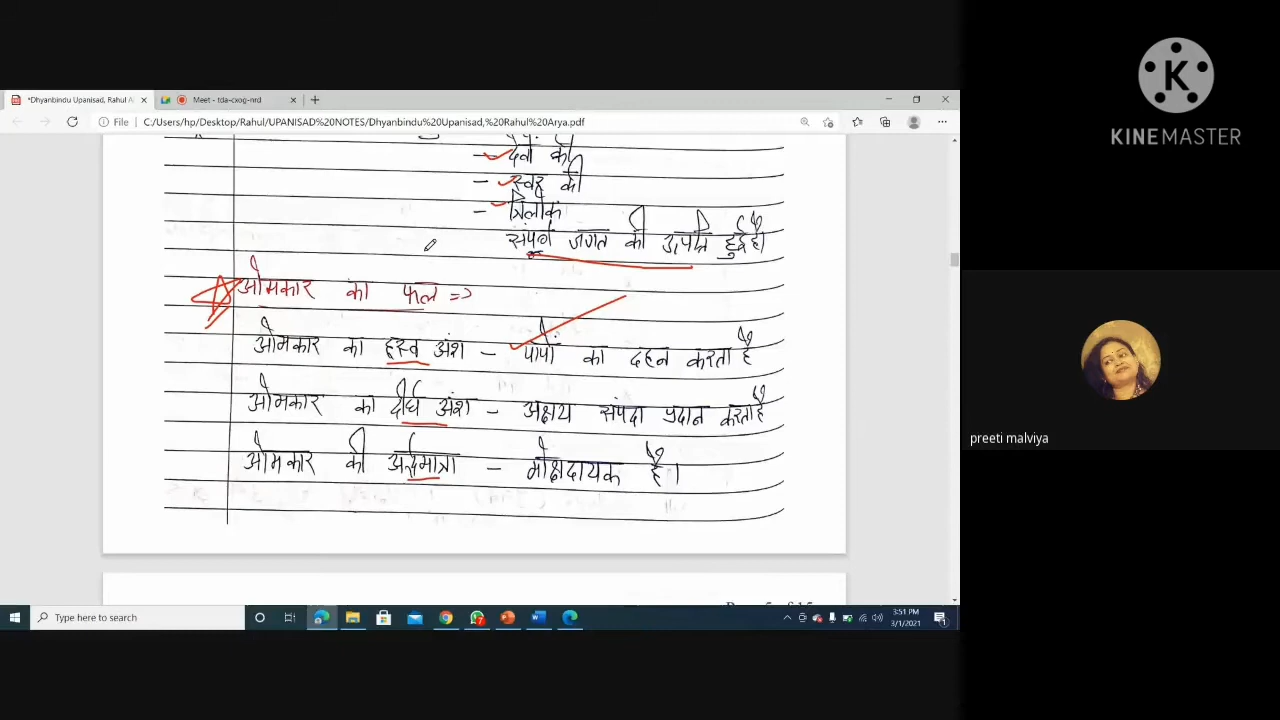 KINEMASTER
*Dhyanbindu Upanisad, Rahul A
Meet - tda-cxog-nrd
File
C:/Users/hp/Desktop/Rahul/UPANISAD%20NOTES/Dhyanbindu%20Upanisad,%20Rahul%20Arya.pdf
- देवो की
- स्वर की
- त्रिलोक
संपूर्ण जगत की उत्पत्ति हुई है।
ओमकार का फल =>
ओमकार का ह्रस्व अंश - पापों का दहन करता है
ओमकार का दीर्घ अंश - अक्षय संपदा प्रदान करता है
ओमकार की अर्द्धमात्रा - मोक्षदायक है।
preeti malviya
Type here to search
3:51 PM
3/1/2021